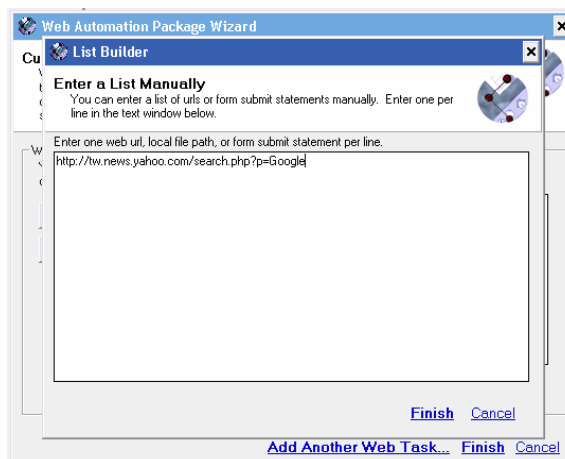 Web Automation Package Wizard
Cu
List Builder
Enter a List Manually
You can enter a list of urls or form submit statements manually. Enter one per
line in the text window below.
Enter one web url, local file path, or form submit statement per line.
http://tw.news.yahoo.com/search.php?p=Google
Finish Cancel
Add Another Web Task... Finish Cancel